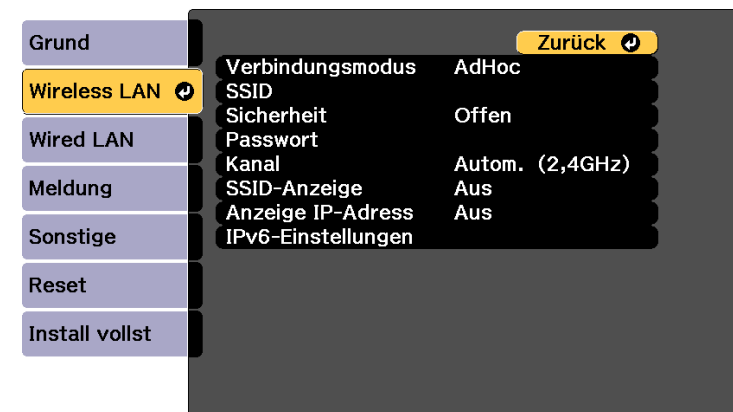 Grund
Wireless LAN
Wired LAN
Meldung
Sonstige
Reset
Install vollst
Zurück
Verbindungsmodus AdHoc
SSID
Sicherheit Offen
Passwort
Kanal Autom. (2,4GHz)
SSID-Anzeige Aus
Anzeige IP-Adress Aus
IPv6-Einstellungen